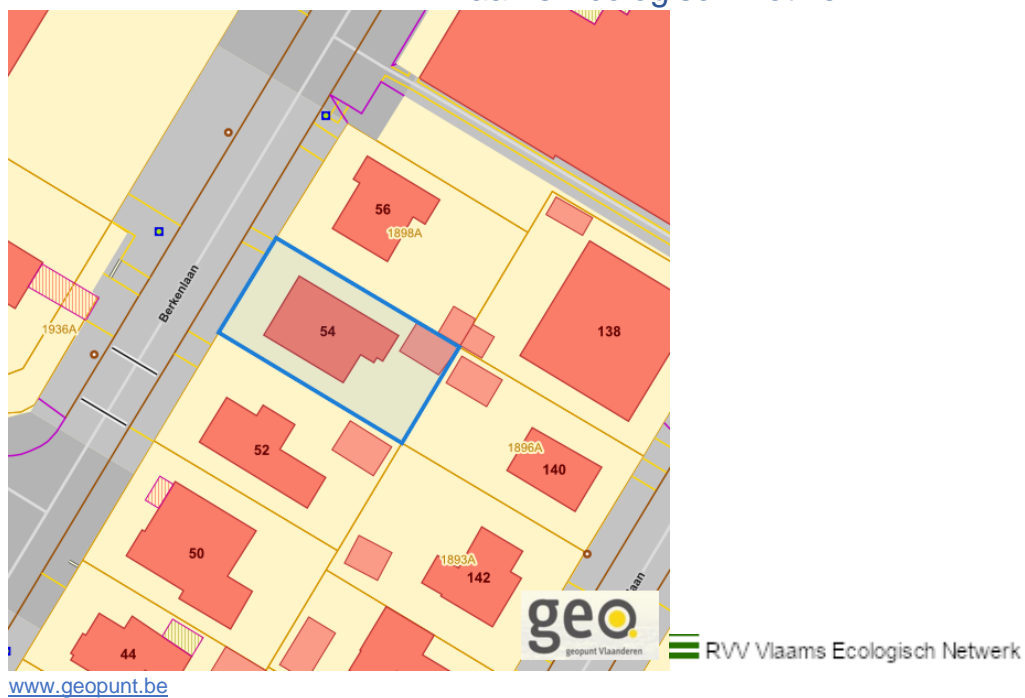 56
1898A
Berkenlaan
54
138
1936A
52
1896A
140
50
1893A
142
laan
44
geo
geopunt Vlaanderen
RVV Vlaams Ecologisch Netwerk
www.geopunt.be